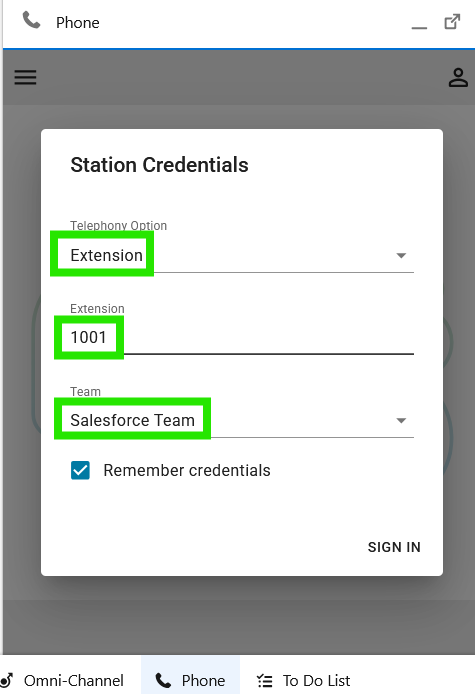 Phone
Station Credentials
Telephony Option
Extension
Extension
1001
Team
Salesforce Team
Remember credentials
SIGN IN
Omni-Channel Phone To Do List